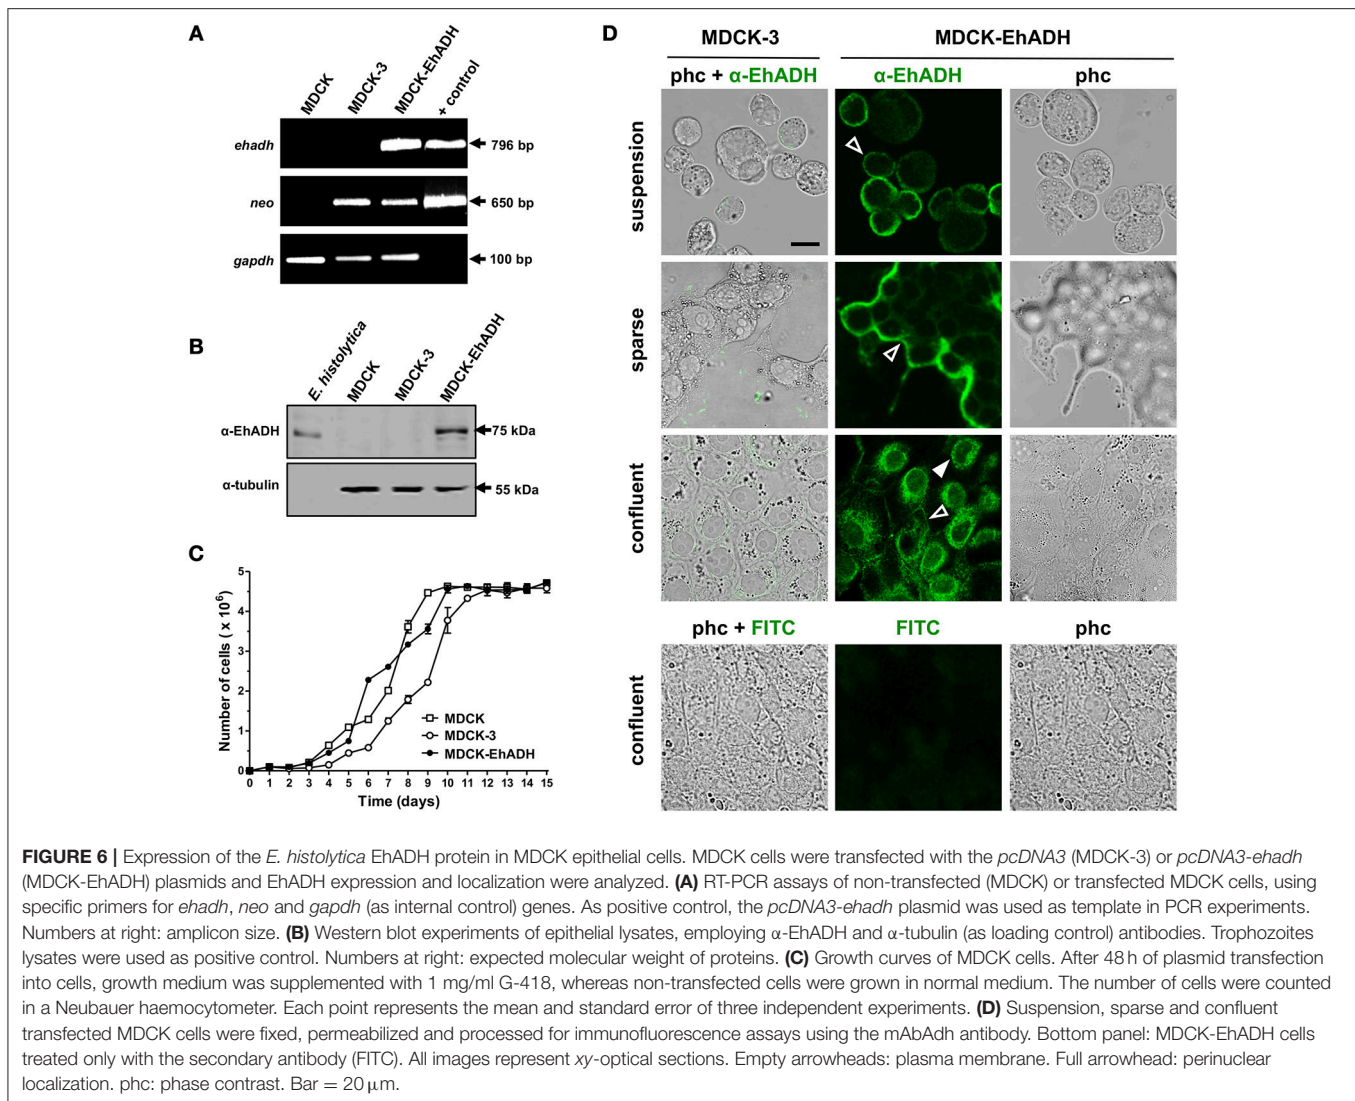 A
MDCK
MDCK-3
MDCK-EhADH
+ control
ehadh
796 bp
neo
650 bp
gapdh
100 bp
B
E. histolytica
MDCK
MDCK-3
MDCK-EhADH
α-EhADH
75 kDa
α-tubulin
55 kDa
C
Number of cells ( x 10⁶)
5
4
3
2
1
0
MDCK
MDCK-3
MDCK-EhADH
0 1 2 3 4 5 6 7 8 9 10 11 12 13 14 15
Time (days)
D
MDCK-3
MDCK-EhADH
phc + α-EhADH
α-EhADH
phc
suspension
sparse
confluent
phc + FITC
FITC
phc
confluent
FIGURE 6 | Expression of the E. histolytica EhADH protein in MDCK epithelial cells. MDCK cells were transfected with the pcDNA3 (MDCK-3) or pcDNA3-ehadh
(MDCK-EhADH) plasmids and EhADH expression and localization were analyzed. (A) RT-PCR assays of non-transfected (MDCK) or transfected MDCK cells, using
specific primers for ehadh, neo and gapdh (as internal control) genes. As positive control, the pcDNA3-ehadh plasmid was used as template in PCR experiments.
Numbers at right: amplicon size. (B) Western blot experiments of epithelial lysates, employing α-EhADH and α-tubulin (as loading control) antibodies. Trophozoites
lysates were used as positive control. Numbers at right: expected molecular weight of proteins. (C) Growth curves of MDCK cells. After 48 h of plasmid transfection
into cells, growth medium was supplemented with 1 mg/ml G-418, whereas non-transfected cells were grown in normal medium. The number of cells were counted
in a Neubauer haemocytometer. Each point represents the mean and standard error of three independent experiments. (D) Suspension, sparse and confluent
transfected MDCK cells were fixed, permeabilized and processed for immunofluorescence assays using the mAbAdh antibody. Bottom panel: MDCK-EhADH cells
treated only with the secondary antibody (FITC). All images represent xy-optical sections. Empty arrowheads: plasma membrane. Full arrowhead: perinuclear
localization. phc: phase contrast. Bar = 20 μm.